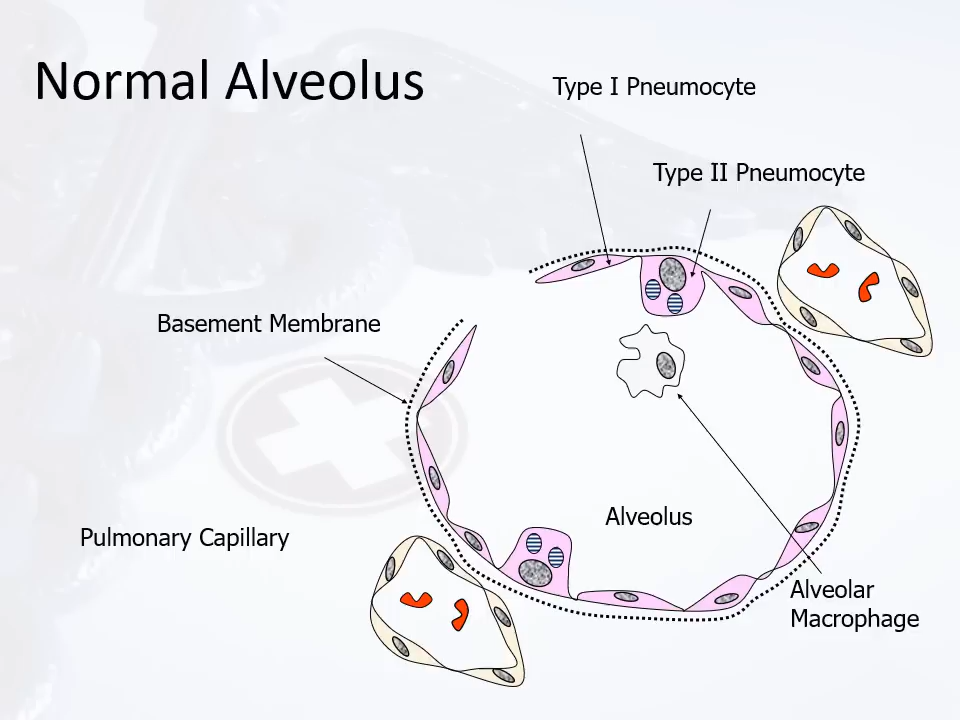 Normal Alveolus
Type I Pneumocyte
Type II Pneumocyte
Basement Membrane
Alveolus
Pulmonary Capillary
Alveolar
Macrophage